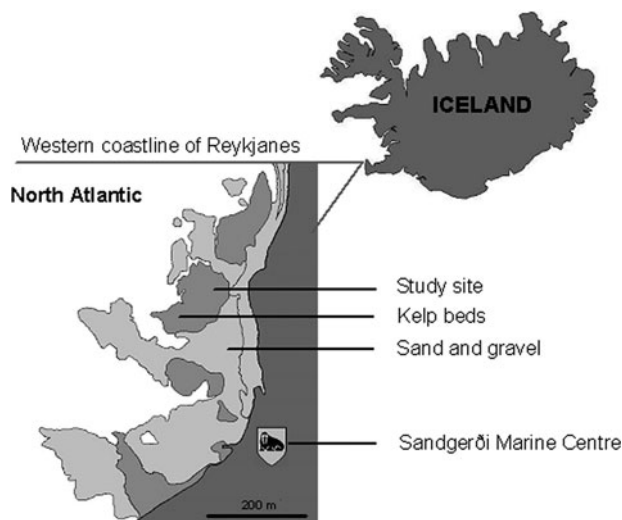 ICELAND
Western coastline of Reykjanes
North Atlantic
Study site
Kelp beds
Sand and gravel
Sandgerði Marine Centre
200 m